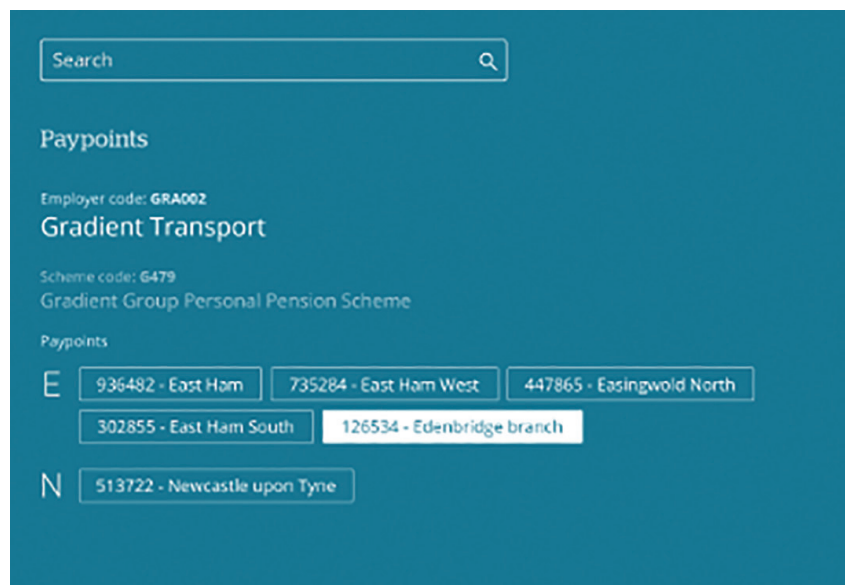 Search
Paypoints
Employer code: GRA002
Gradient Transport
Scheme code: G479
Gradient Group Personal Pension Scheme
Paypoints
E 936482 - East Ham 735284 - East Ham West 447865 - Easingwold North
302855 - East Ham South 126534 - Edenbridge branch
N 513722 - Newcastle upon Tyne